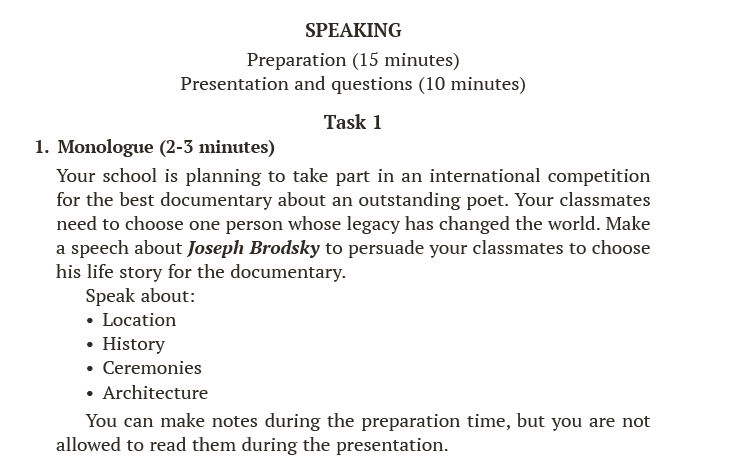 SPEAKING
Preparation (15 minutes)
Presentation and questions (10 minutes)
Task 1
1. Monologue (2-3 minutes)
Your school is planning to take part in an international competition
for the best documentary about an outstanding poet. Your classmates
need to choose one person whose legacy has changed the world. Make
a speech about Joseph Brodsky to persuade your classmates to choose
his life story for the documentary.
Speak about:
• Location
• History
• Ceremonies
• Architecture
You can make notes during the preparation time, but you are not
allowed to read them during the presentation.